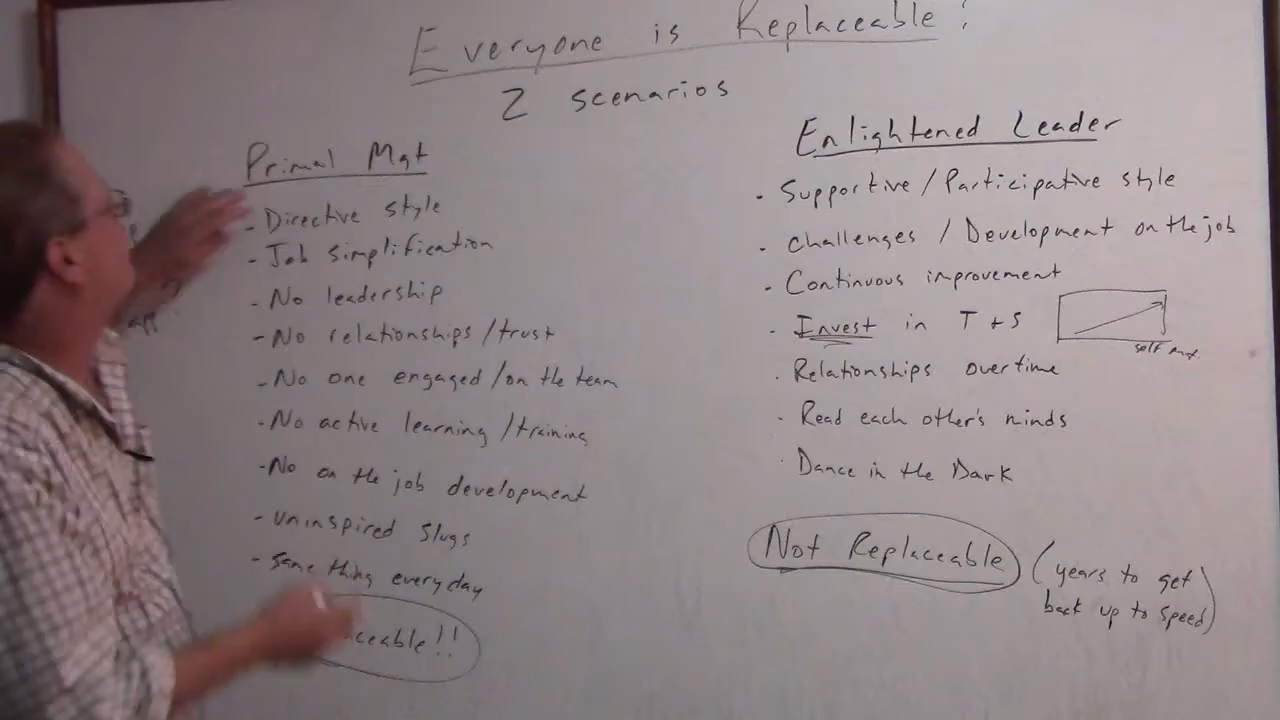 Everyone is Replaceable?
2 scenarios
Primal Mgt
- Directive style
- Job simplification
- No leadership
- No relationships/trust
- No one engaged/on the team
- No active learning/training
- No on the job development
- uninspired slugs
- same thing everyday
ceable!!
Enlightened Leader
· Supportive/Participative style
· Challenges / Development on the job
· Continuous improvement
· Invest in T + S
self
· Relationships overtime
· Read each other's minds
· Dance in the Dark
Not Replaceable
(years to get
back up to speed)